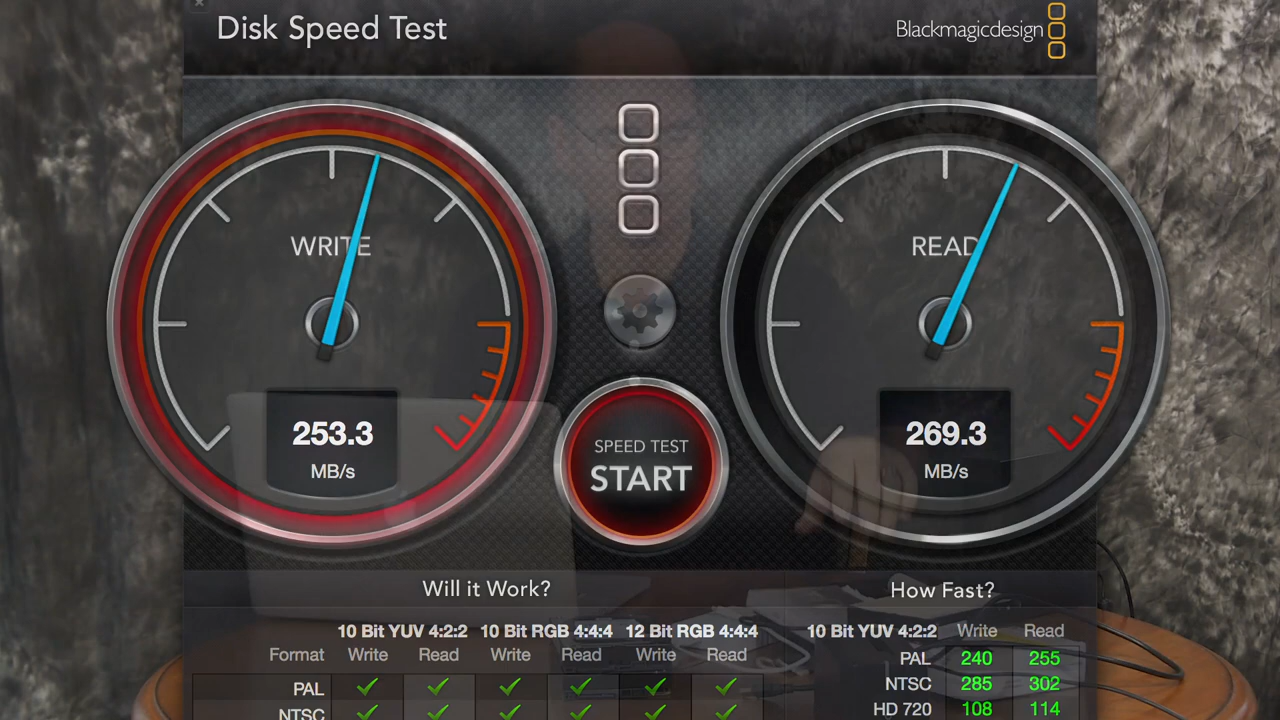 Disk Speed Test
Blackmagicdesign
WRITE
READ
253.3
MB/s
269.3
MB/s
SPEED TEST
START
Will it Work?
How Fast?
10 Bit YUV 4:2:2 10 Bit RGB 4:4:4 12 Bit RGB 4:4:4
Format Write Read Write Read Write Read
PAL
NTSC
10 Bit YUV 4:2:2 Write Read
PAL 240 255
NTSC 285 302
HD 720 108 114